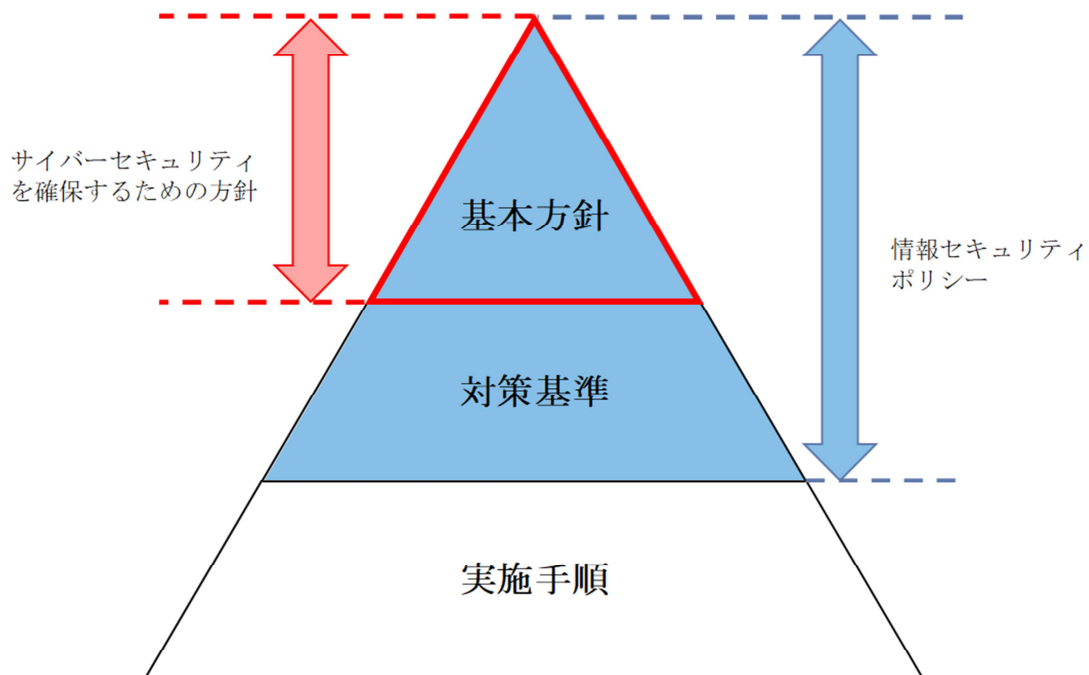 サイバーセキュリティ
を確保するための方針
基本方針
情報セキュリティ
ポリシー
対策基準
実施手順